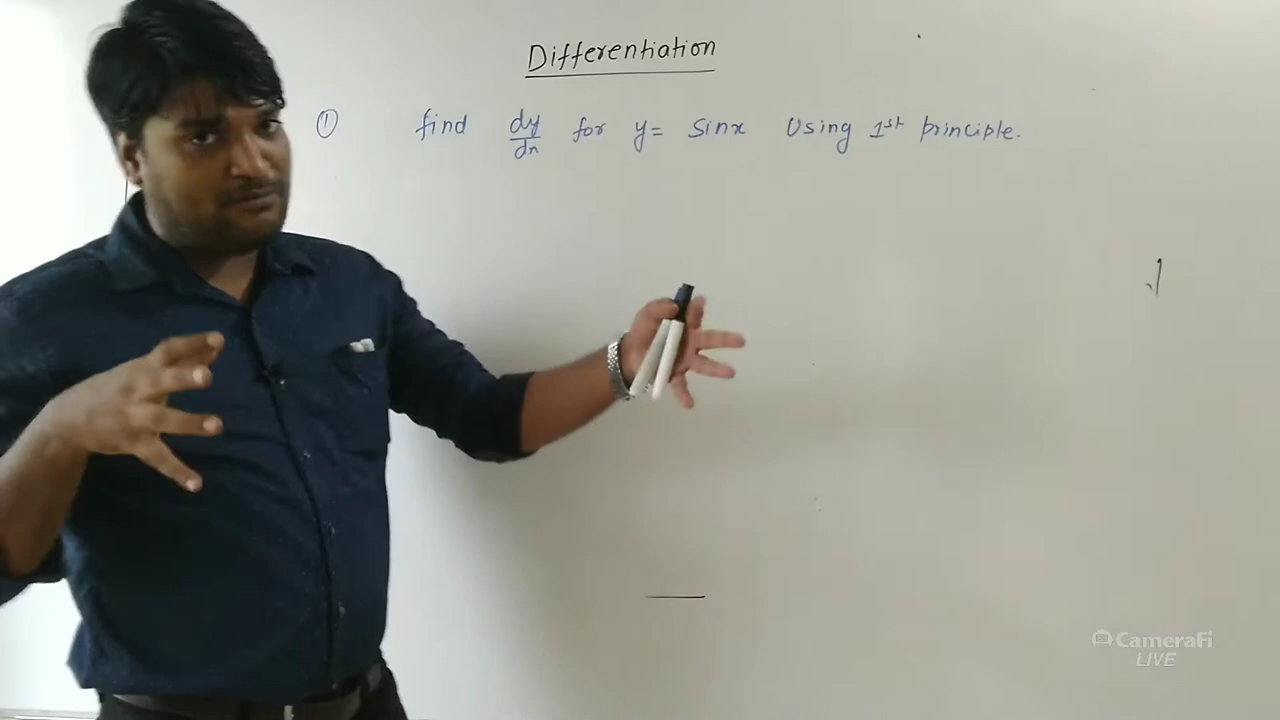 Differentiation
① find dy/dx for y= sinx Using 1st principle.
CameraFi
LIVE